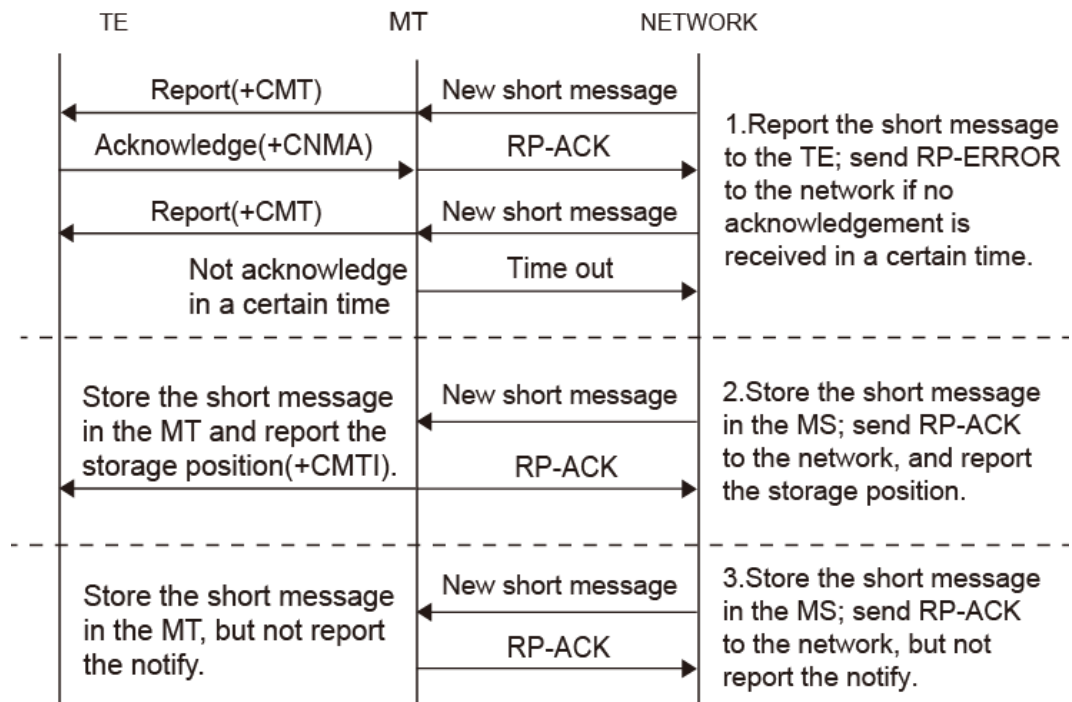 TE
MT
NETWORK
Report(+CMT)
New short message
Acknowledge(+CNMA)
RP-ACK
Report(+CMT)
New short message
Not acknowledge
in a certain time
Time out
1.Report the short message
to the TE; send RP-ERROR
to the network if no
acknowledgement is
received in a certain time.
Store the short message
in the MT and report the
storage position(+CMTI).
New short message
RP-ACK
2.Store the short message
in the MS; send RP-ACK
to the network, and report
the storage position.
Store the short message
in the MT, but not report
the notify.
New short message
RP-ACK
3.Store the short message
in the MS; send RP-ACK
to the network, but not
report the notify.